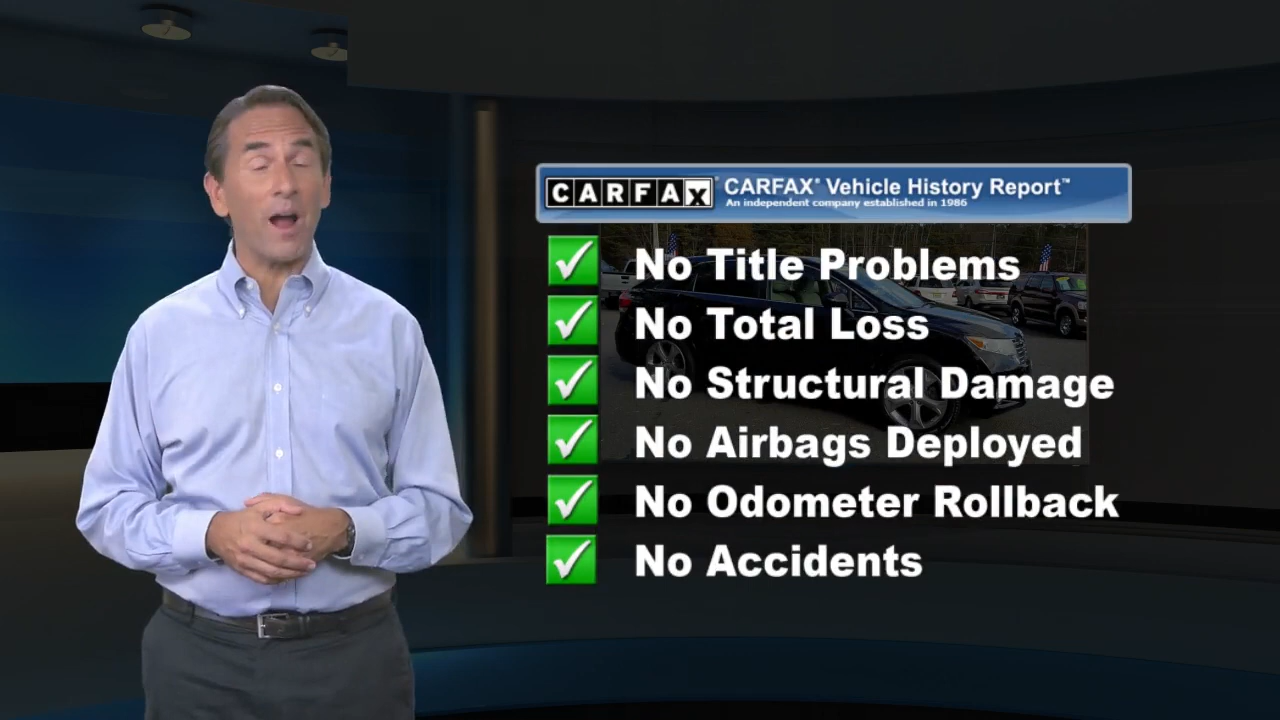 CARFAX® CARFAX® Vehicle History Report™
An independent company established in 1986
No Title Problems
No Total Loss
No Structural Damage
No Airbags Deployed
No Odometer Rollback
No Accidents